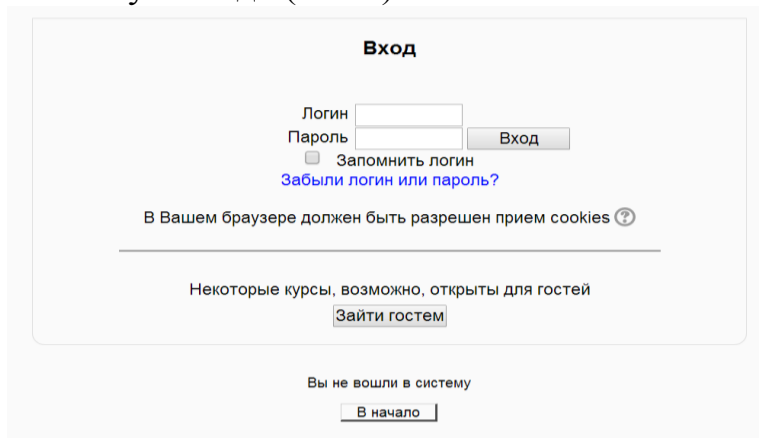 Вход
Логин
Пароль Вход
Запомнить логин
Забыли логин или пароль?
В Вашем браузере должен быть разрешен прием cookies ?
Некоторые курсы, возможно, открыты для гостей
Зайти гостем
Вы не вошли в систему
В начало